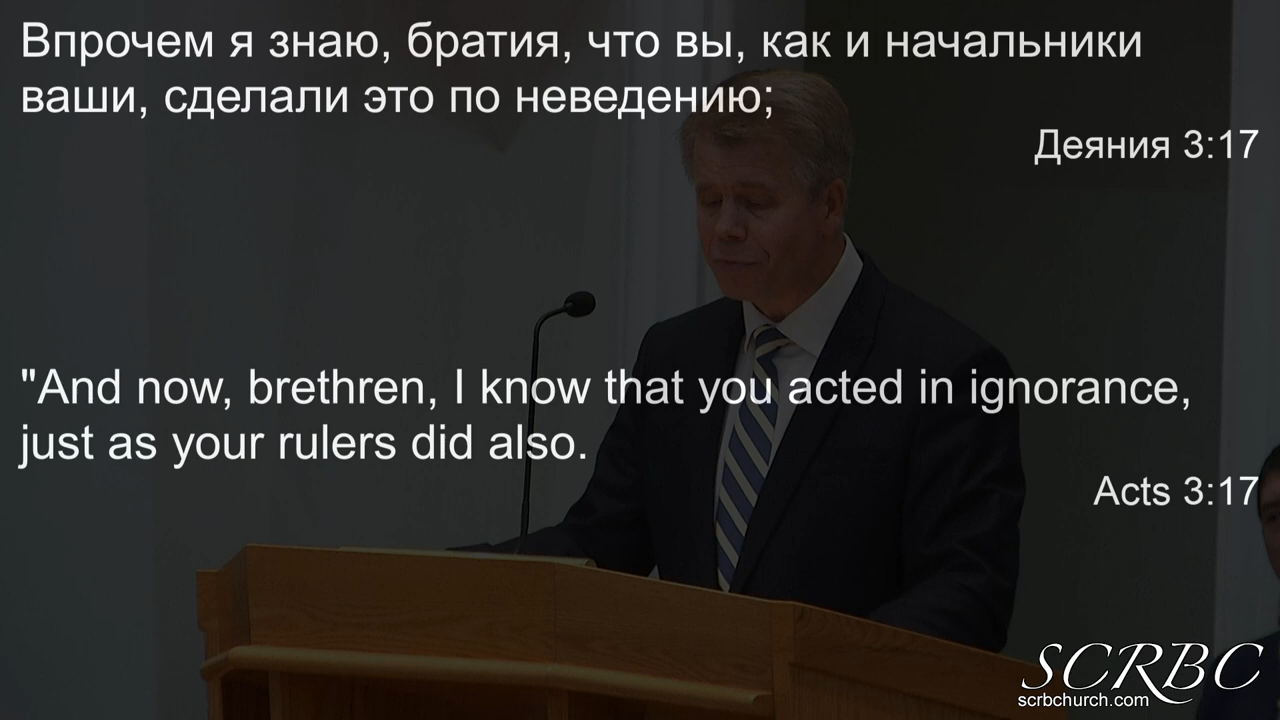 Впрочем я знаю, братия, что вы, как и начальники
ваши, сделали это по неведению;
Деяния 3:17
"And now, brethren, I know that you acted in ignorance,
just as your rulers did also.
Acts 3:17
SCRBC
scrbchurch.com